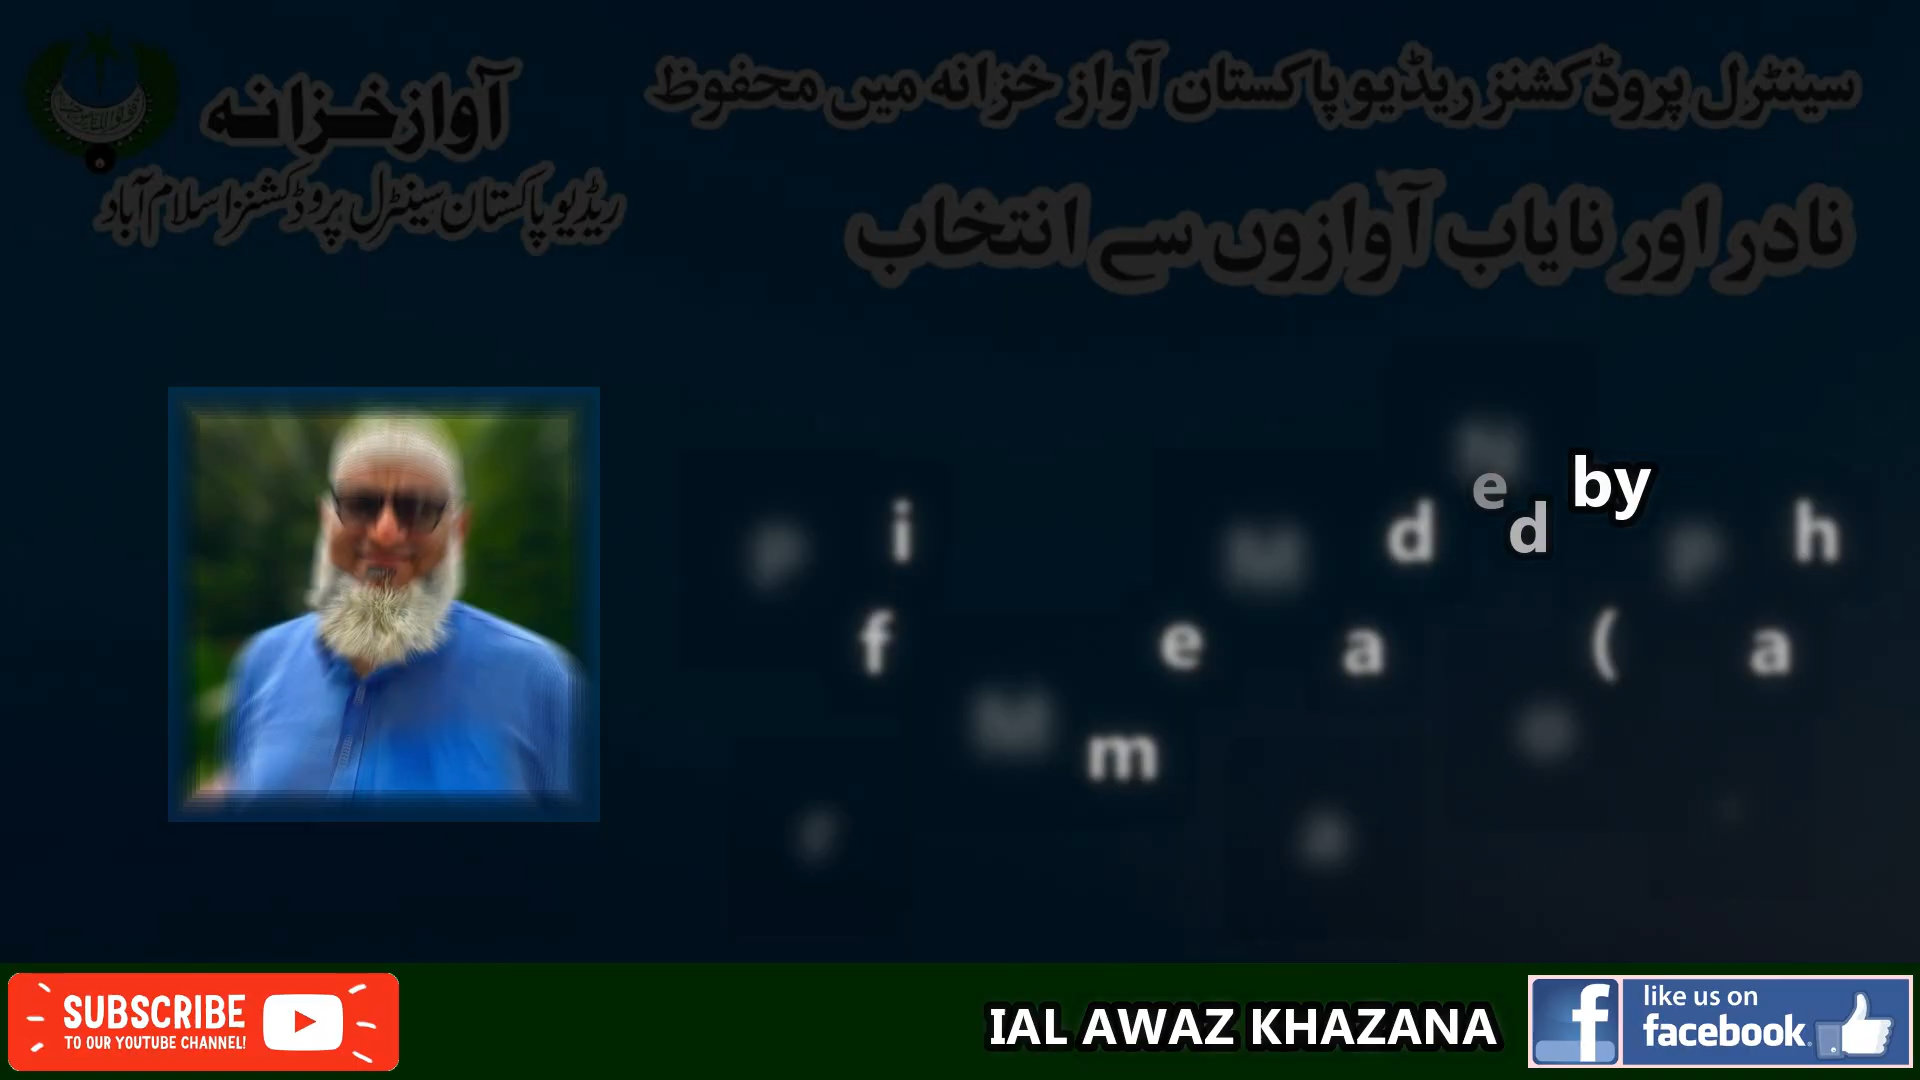 سینٹرل پروڈکشنز ریڈیو پاکستان آواز خزانہ میں محفوظ
آواز خزانہ
ریڈیو پاکستان سینٹرل پروڈکشنز اسلام آباد
نادر اور نایاب آوازوں سے انتخاب
ed by
i d h
f e a ( a
m
SUBSCRIBE
TO OUR YOUTUBE CHANNEL!
IAL AWAZ KHAZANA
like us on
facebook